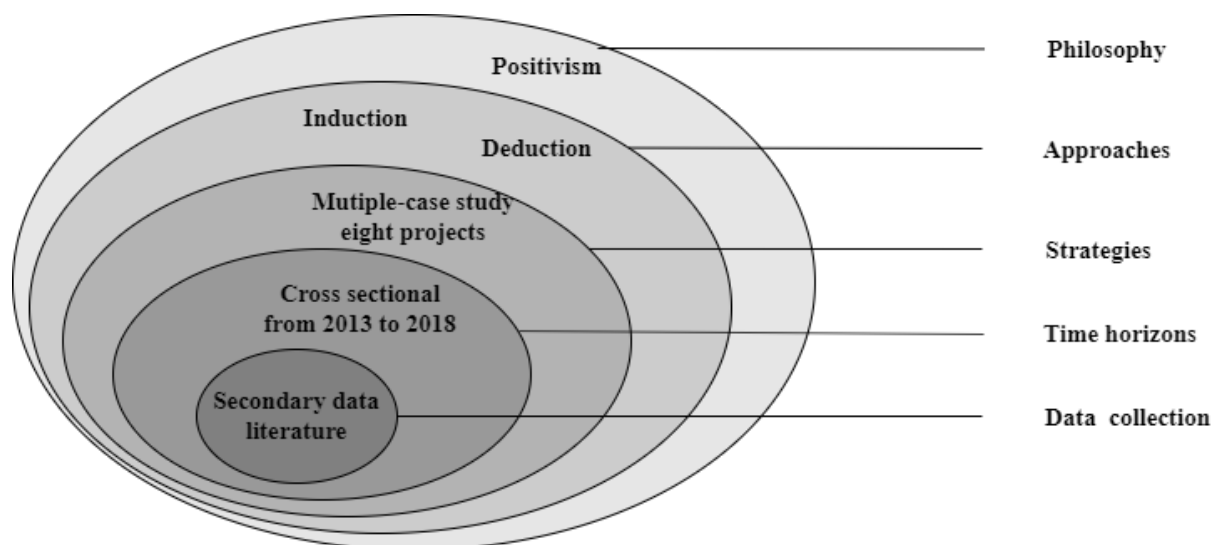 Positivism
Philosophy
Induction
Deduction
Approaches
Mutiple-case study
eight projects
Strategies
Cross sectional
from 2013 to 2018
Time horizons
Secondary data
literature
Data collection